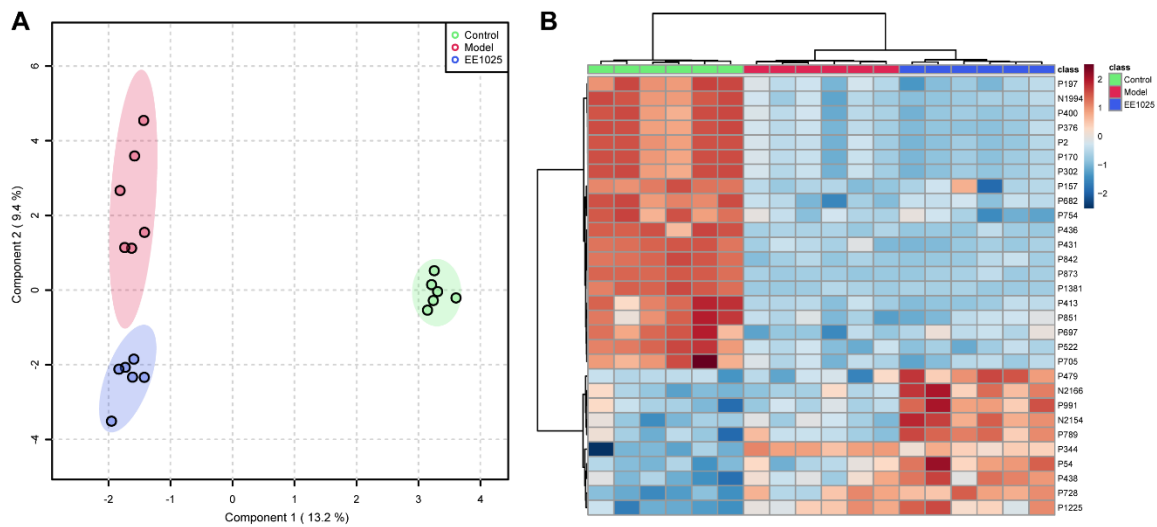 A
Component 2 ( 9.4 %)
6
4
2
0
-2
-4
-2
-1
0
1
2
3
4
Component 1 ( 13.2 %)
Control
Model
EE1025
B
class
P197
N1994
P400
P376
P2
P170
P302
P157
P682
P754
P436
P431
P842
P873
P1381
P413
P851
P697
P522
P705
P479
N2166
P991
N2154
P789
P344
P54
P438
P728
P1225
2
1
0
-1
-2
class
Control
Model
EE1025